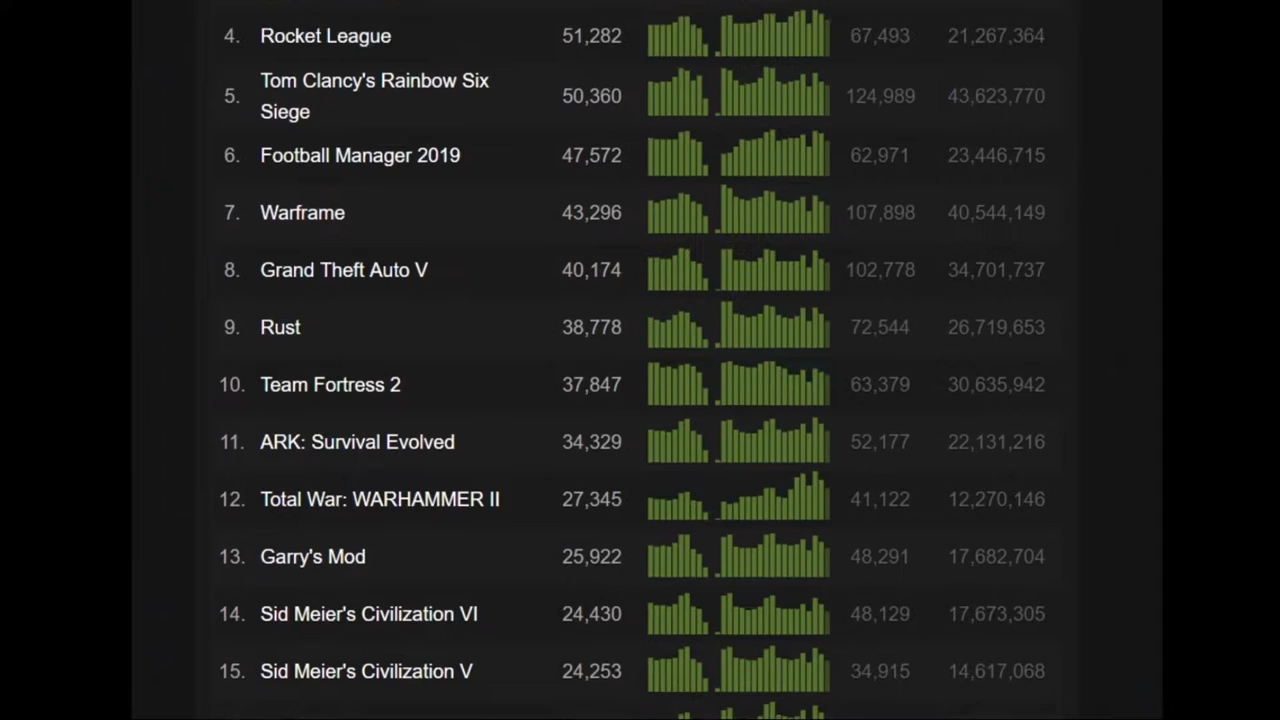 4. Rocket League 51,282 67,493 21,267,364
Tom Clancy's Rainbow Six
5. 50,360 124,989 43,623,770
Siege
6. Football Manager 2019 47,572 62,971 23,446,715
7. Warframe 43,296 107,898 40,544,149
8. Grand Theft Auto V 40,174 102,778 34,701,737
9. Rust 38,778 72,544 26,719,653
10. Team Fortress 2 37,847 63,379 30,635,942
11. ARK: Survival Evolved 34,329 52,177 22,131,216
12. Total War: WARHAMMER II 27,345 41,122 12,270,146
13. Garry's Mod 25,922 48,291 17,682,704
14. Sid Meier's Civilization VI 24,430 48,129 17,673,305
15. Sid Meier's Civilization V 24,253 34,915 14,617,068